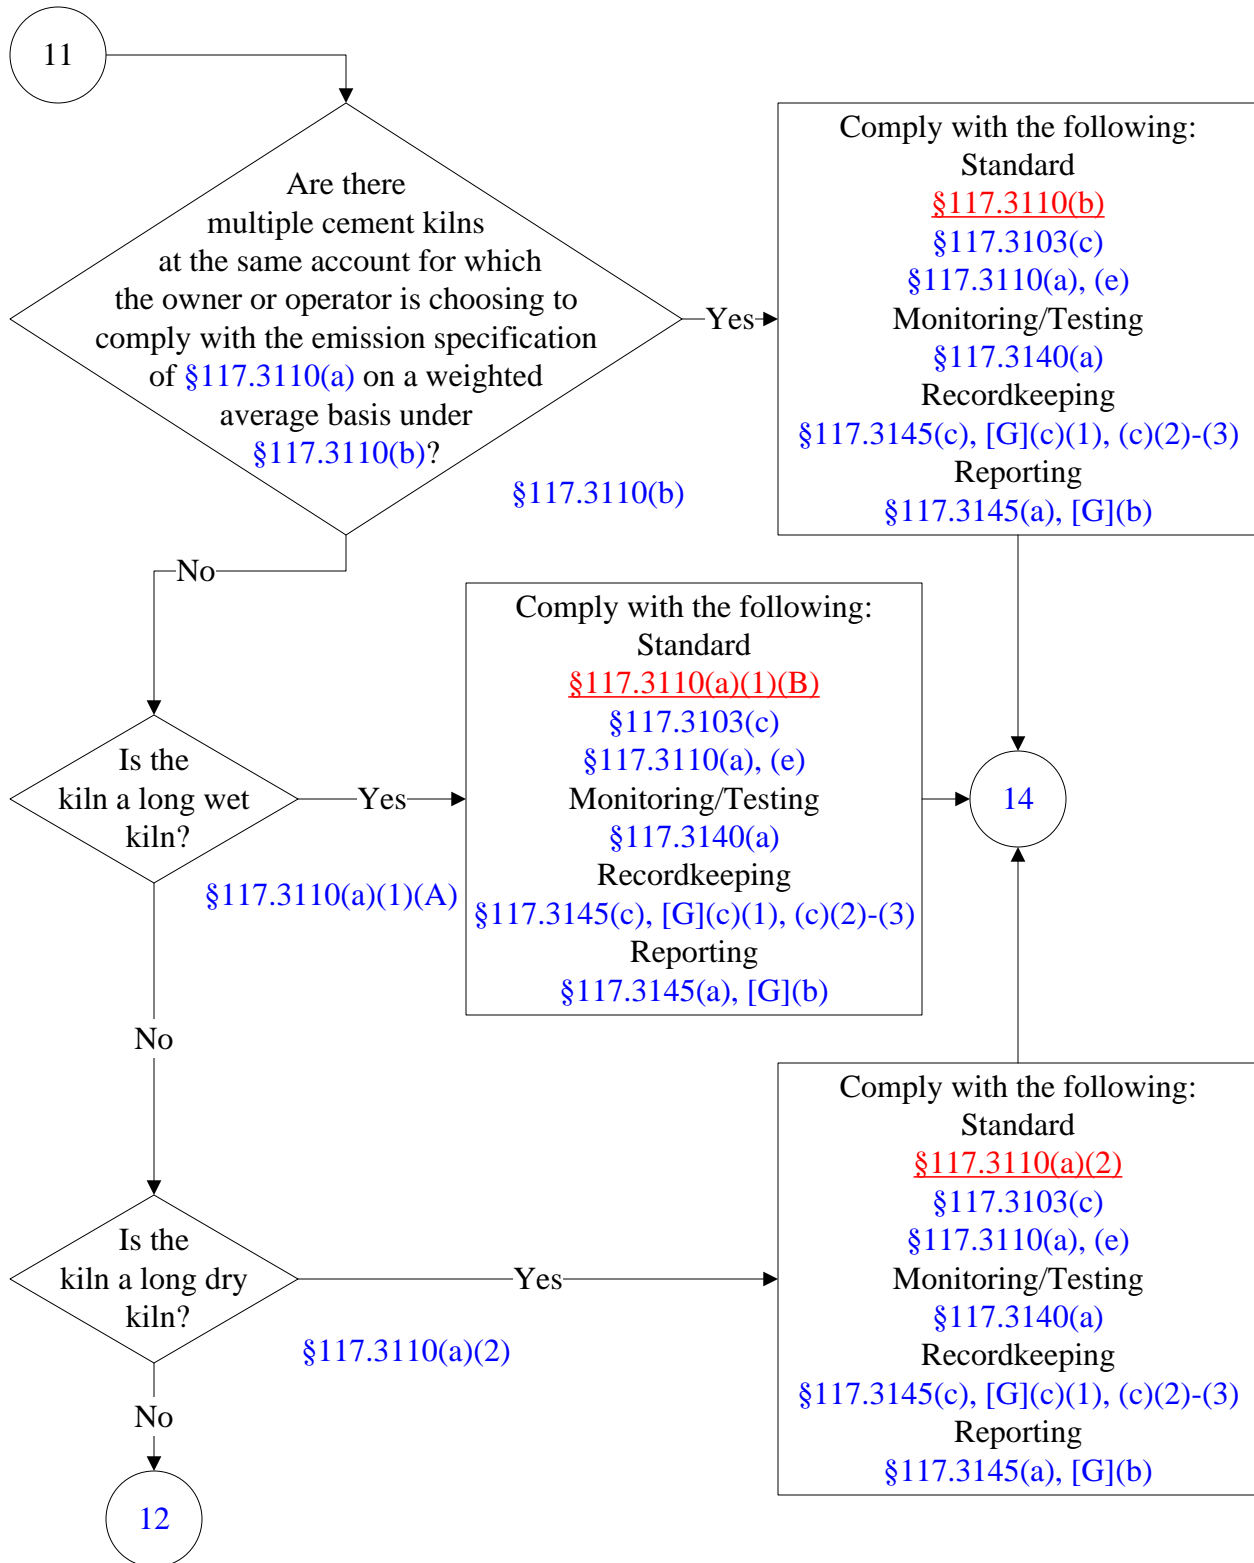 11
Are there
multiple cement kilns
at the same account for which
the owner or operator is choosing to
comply with the emission specification
of §117.3110(a) on a weighted
average basis under
§117.3110(b)?
§117.3110(b)
Yes
Comply with the following:
Standard
§117.3110(b)
§117.3103(c)
§117.3110(a), (e)
Monitoring/Testing
§117.3140(a)
Recordkeeping
§117.3145(c), [G](c)(1), (c)(2)-(3)
Reporting
§117.3145(a), [G](b)
No
Is the
kiln a long wet
kiln?
§117.3110(a)(1)(A)
Yes
Comply with the following:
Standard
§117.3110(a)(1)(B)
§117.3103(c)
§117.3110(a), (e)
Monitoring/Testing
§117.3140(a)
Recordkeeping
§117.3145(c), [G](c)(1), (c)(2)-(3)
Reporting
§117.3145(a), [G](b)
14
No
Is the
kiln a long dry
kiln?
§117.3110(a)(2)
Yes
Comply with the following:
Standard
§117.3110(a)(2)
§117.3103(c)
§117.3110(a), (e)
Monitoring/Testing
§117.3140(a)
Recordkeeping
§117.3145(c), [G](c)(1), (c)(2)-(3)
Reporting
§117.3145(a), [G](b)
No
12